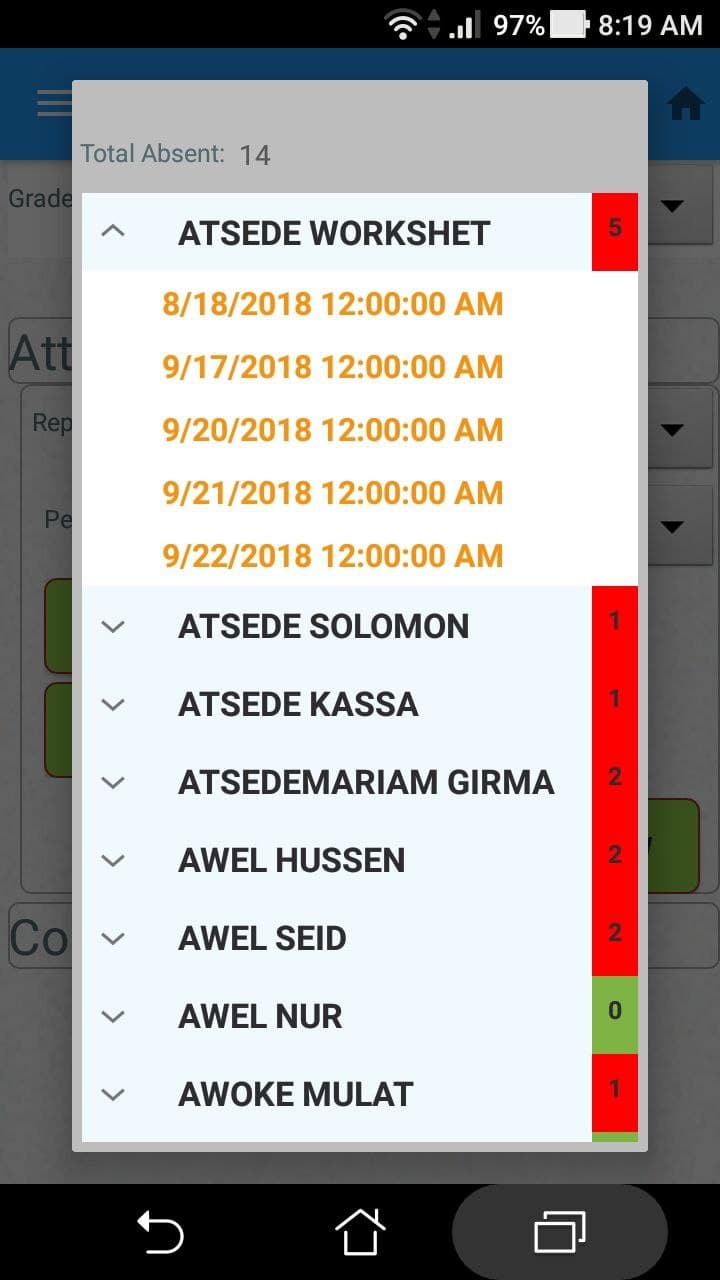 97% 8:19 AM
Total Absent: 14
Grade
ATSEDE WORKSHET 5
8/18/2018 12:00:00 AM
Att
9/17/2018 12:00:00 AM
Rep
9/20/2018 12:00:00 AM
9/21/2018 12:00:00 AM
Pe
9/22/2018 12:00:00 AM
ATSEDE SOLOMON 1
ATSEDE KASSA 1
ATSEDEMARIAM GIRMA 2
AWEL HUSSEN 2
AWEL SEID 2
Co
AWEL NUR 0
AWOKE MULAT 1